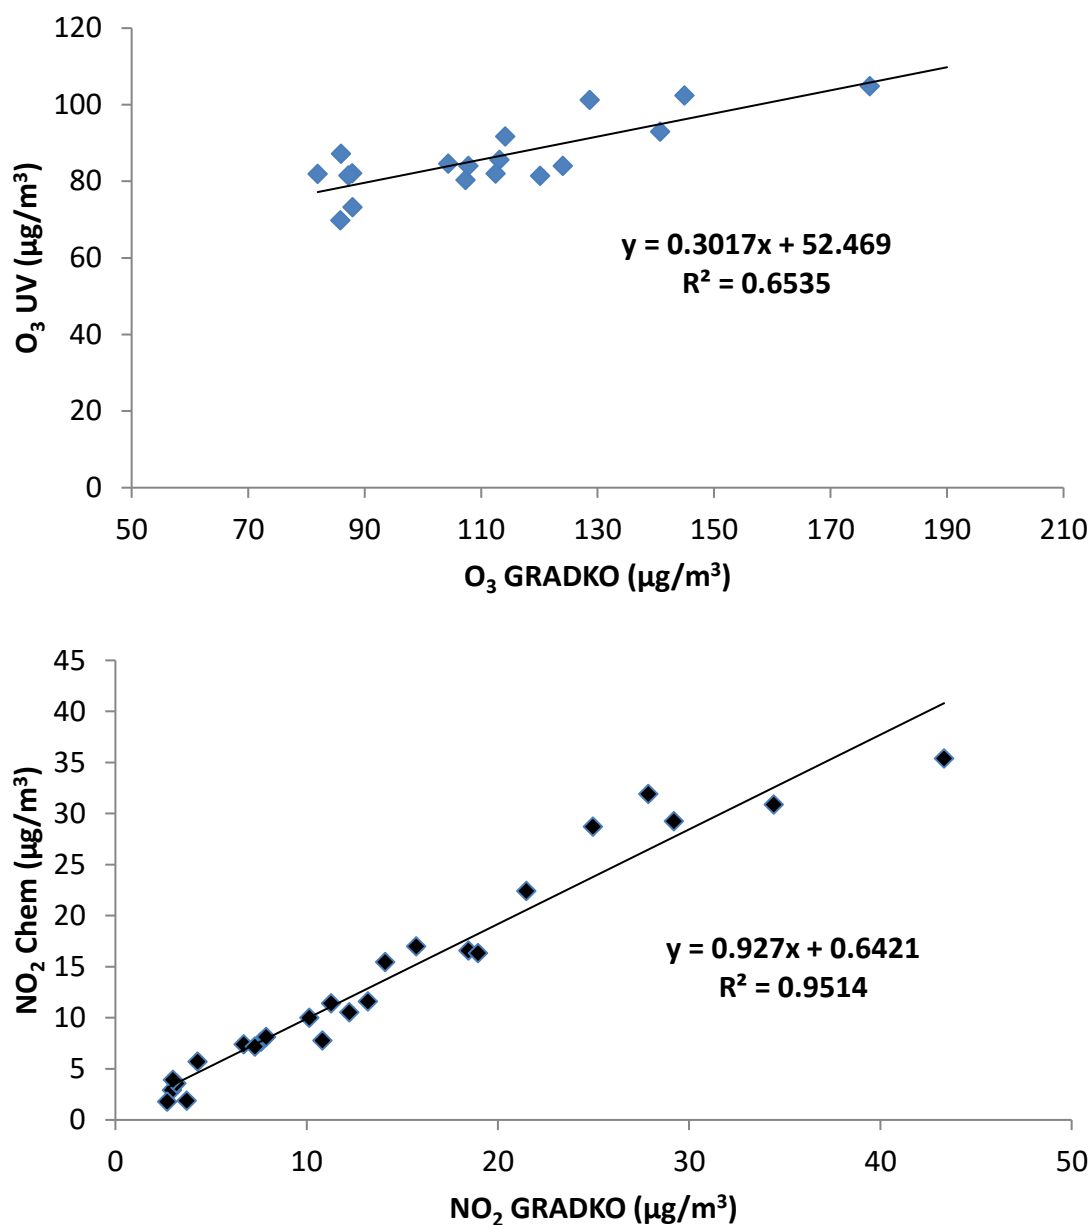 120
100
80
60
40
20
0
O₃ UV (µg/m³)
y = 0.3017x + 52.469
R² = 0.6535
50 70 90 110 130 150 170 190 210
O₃ GRADKO (µg/m³)
45
40
35
30
25
20
15
10
5
0
NO₂ Chem (µg/m³)
y = 0.927x + 0.6421
R² = 0.9514
0 10 20 30 40 50
NO₂ GRADKO (µg/m³)